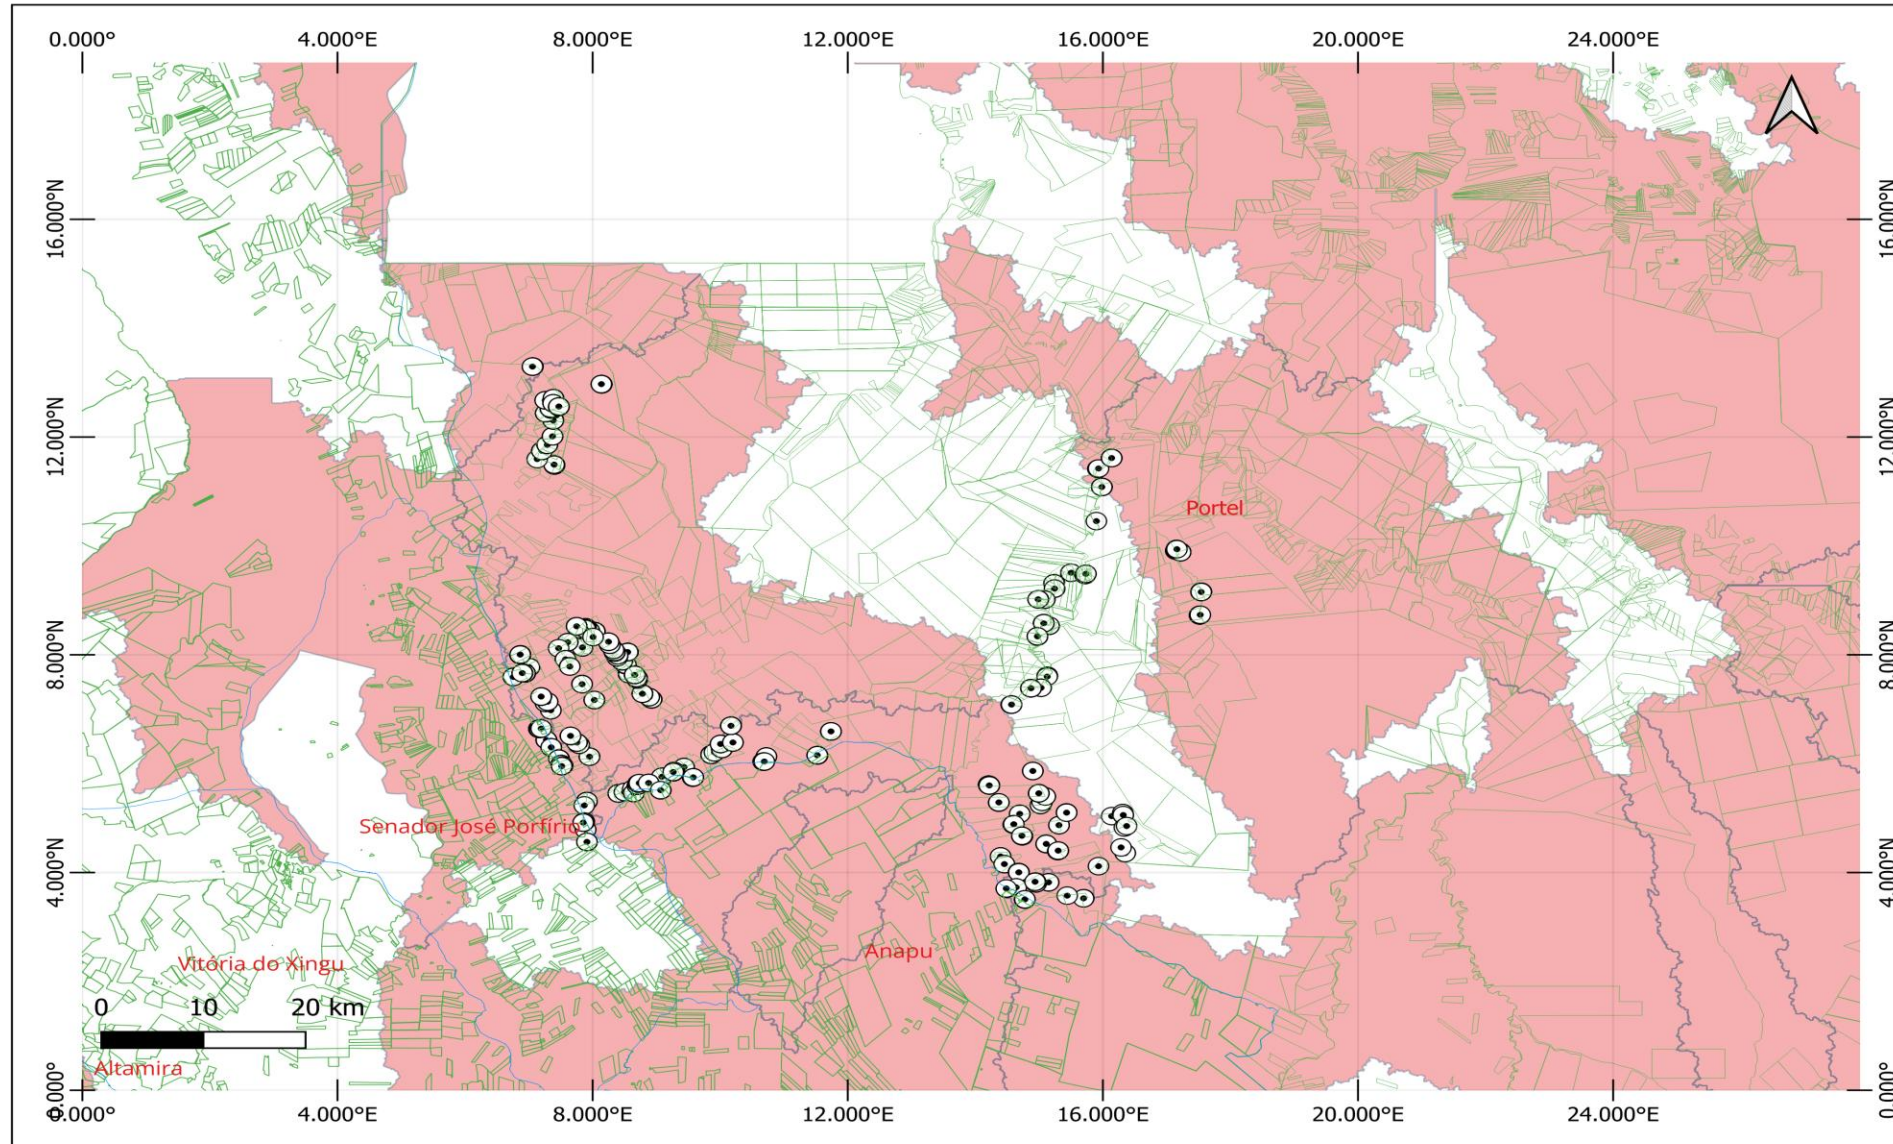 0.000° 4.000°E 8.000°E 12.000°E 16.000°E 20.000°E 24.000°E
16.000°N 16.000°N
12.000°N 12.000°N
Portel
8.000°N 8.000°N
Senador José Porfírio
4.000°N 4.000°N
Anapu
Vitória do Xingu
0 10 20 km
Altamira
0.000° 0.000°
0.000°E 4.000°E 8.000°E 12.000°E 16.000°E 20.000°E 24.000°E